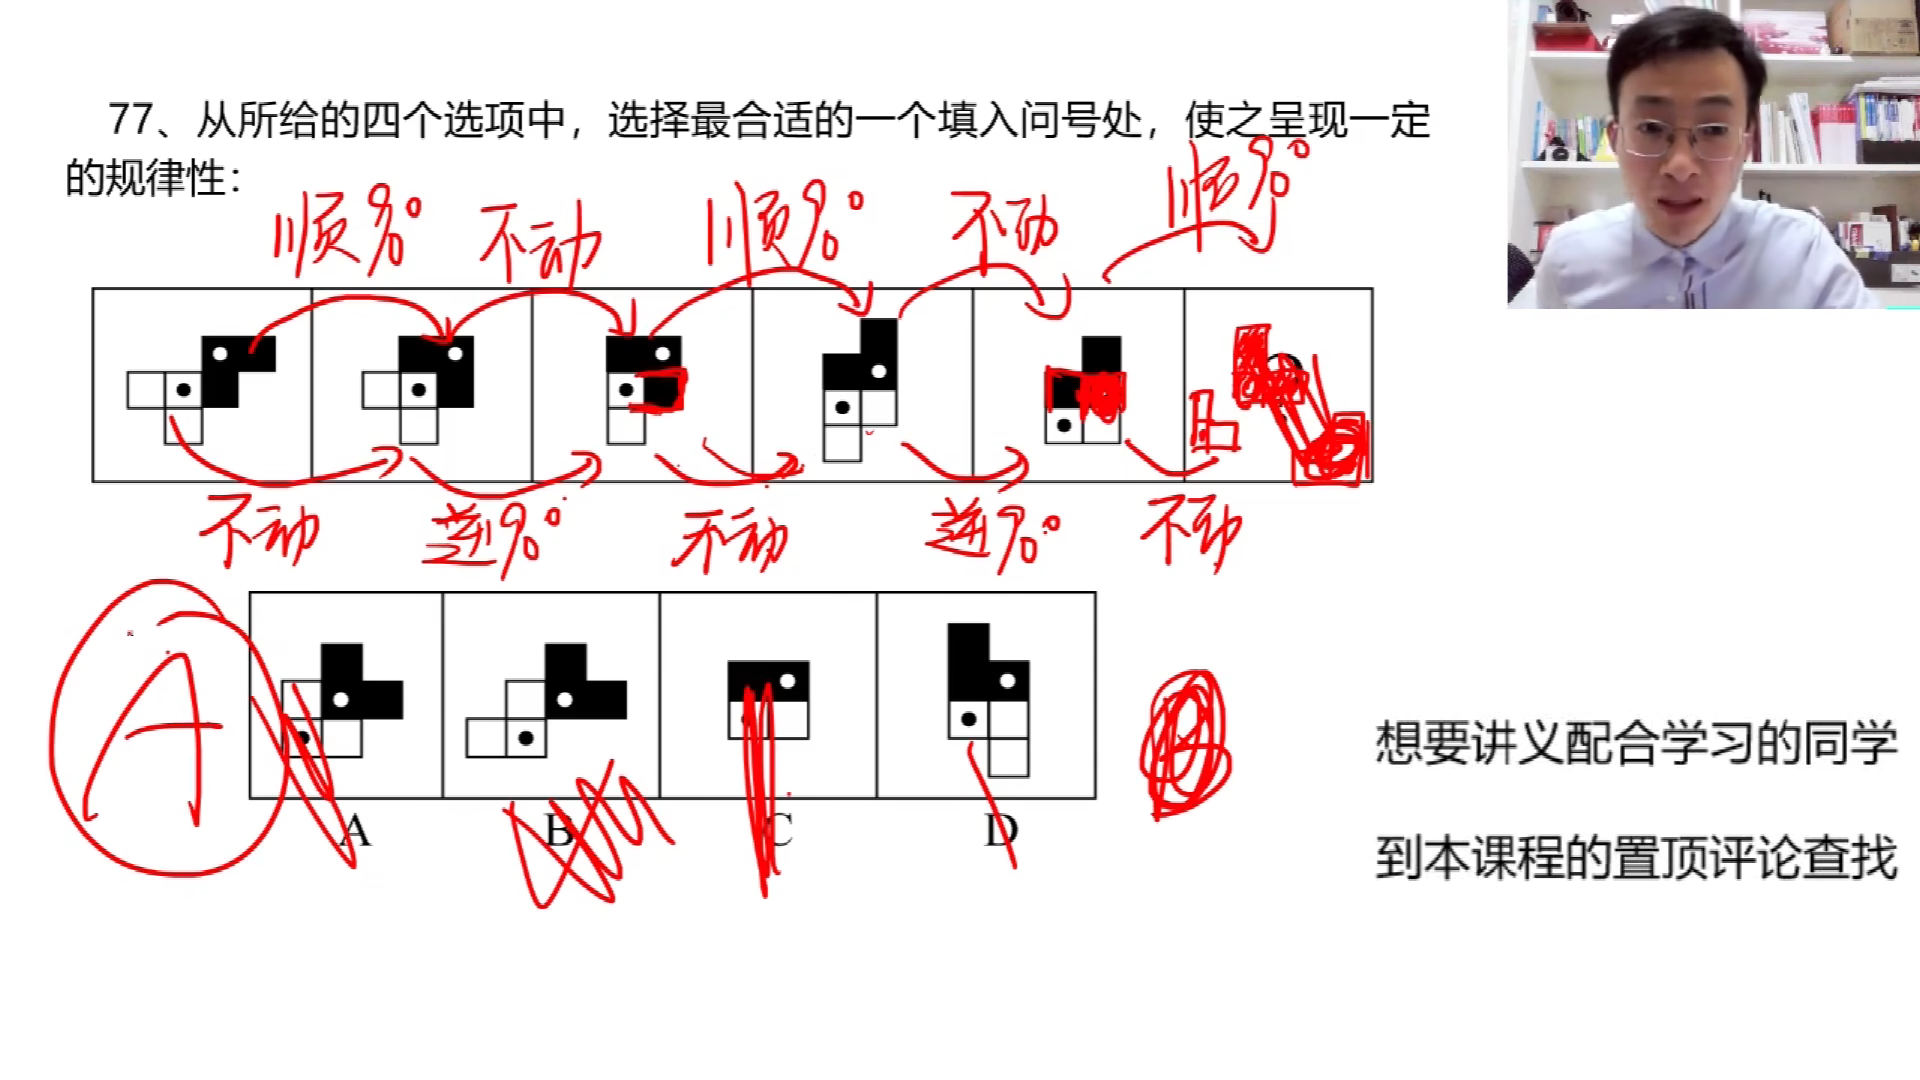 77、从所给的四个选项中，选择最合适的一个填入问号处，使之呈现一定
的规律性：
顺90° 不动 顺90° 不动 顺90°
不动 逆90° 不动 逆90° 不动
A
A B C D
想要讲义配合学习的同学
到本课程的置顶评论查找